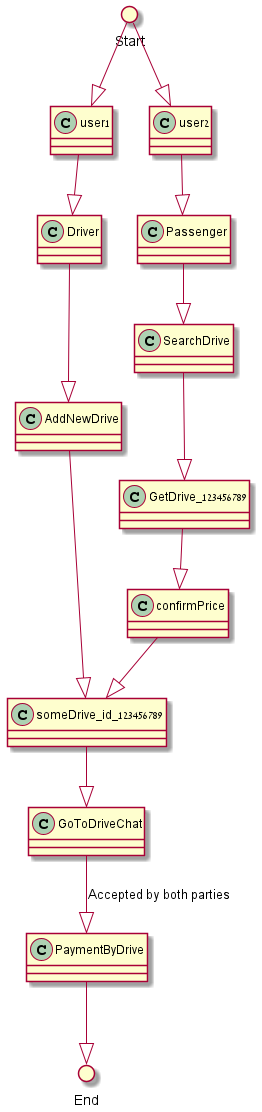 Start
C user1
C user2
C Driver
C Passenger
C SearchDrive
C AddNewDrive
C GetDrive_123456789
C confirmPrice
C someDrive_id_123456789
C GoToDriveChat
Accepted by both parties
C PaymentByDrive
End